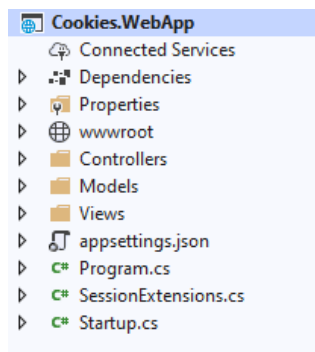 Cookies.WebApp
Connected Services
Dependencies
Properties
wwwroot
Controllers
Models
Views
appsettings.json
C# Program.cs
C# SessionExtensions.cs
C# Startup.cs